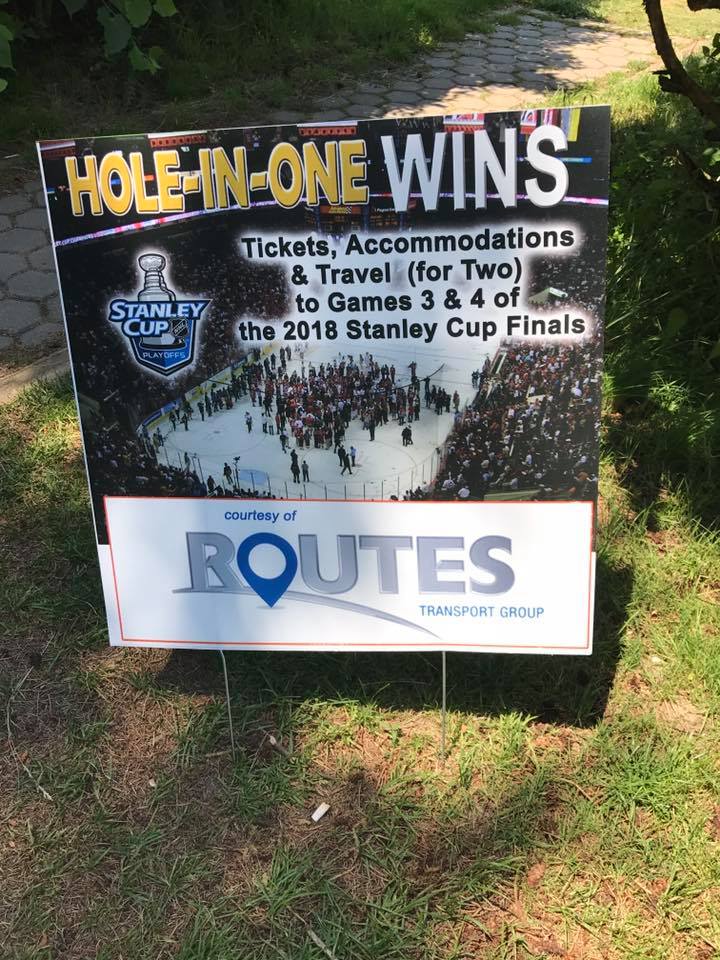 HOLE-IN-ONE WINS
Tickets, Accommodations
& Travel (for Two)
to Games 3 & 4 of
the 2018 Stanley Cup Finals
STANLEY
CUP
PLAYOFFS
courtesy of
ROUTES
TRANSPORT GROUP